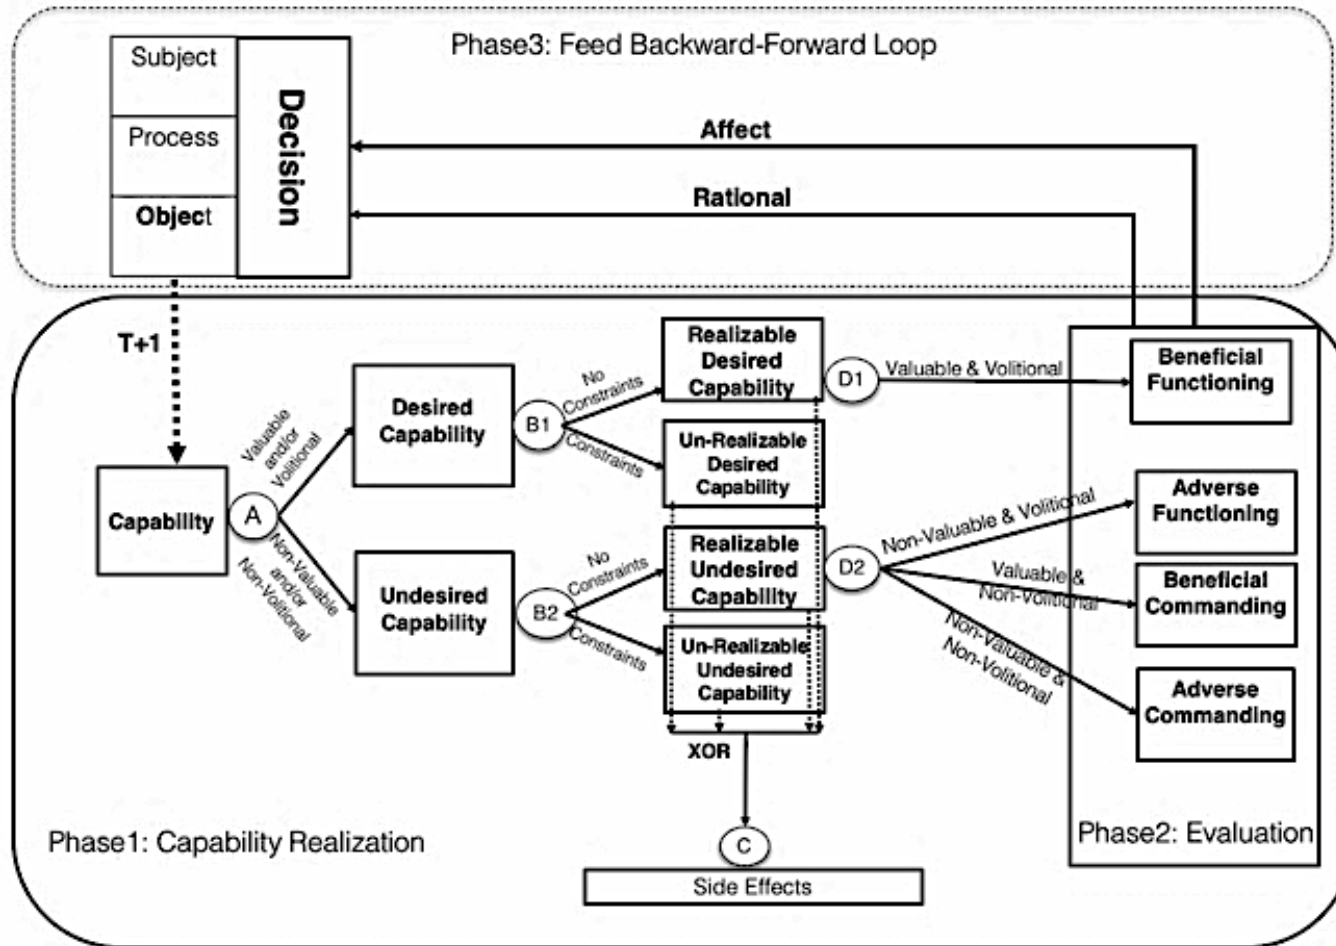 Phase3: Feed Backward-Forward Loop
Subject
Process
Object
Decision
Affect
Rational
T+1
Capability
A
Valuable
and/or
Volitional
Non-Valuable
and/or
Non-Volitional
Desired
Capability
Undesired
Capability
B1
No
Constraints
Constraints
B2
No
Constraints
Constraints
Realizable
Desired
Capability
Un-Realizable
Desired
Capability
Realizable
Undesired
Capability
Un-Realizable
Undesired
Capability
XOR
C
Side Effects
D1
Valuable & Volitional
D2
Non-Valuable & Volitional
Valuable &
Non-Volitional
Non-Valuable &
Non-Volitional
Beneficial
Functioning
Adverse
Functioning
Beneficial
Commanding
Adverse
Commanding
Phase1: Capability Realization
Phase2: Evaluation